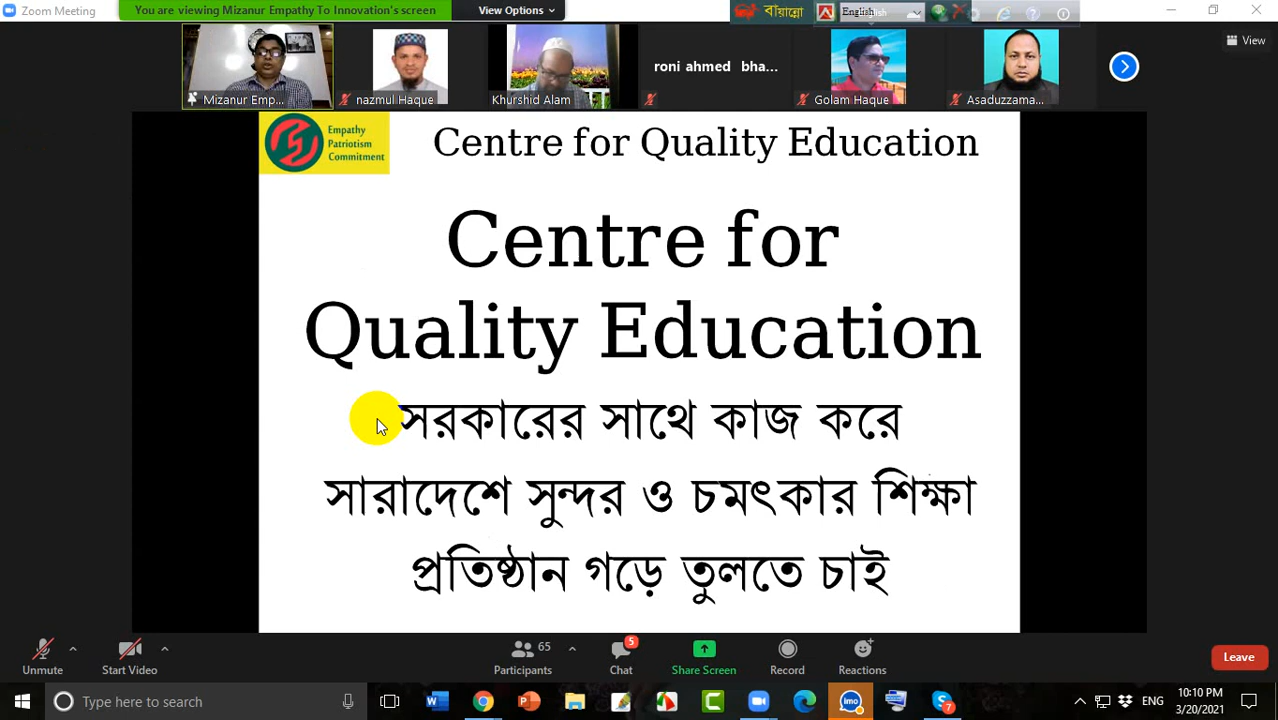 Zoom Meeting
You are viewing Mizanur Empathy To Innovation's screen
View Options
বাঁয়ান্নো
English
View
Mizanur Emp...
nazmul Haque
Khurshid Alam
roni ahmed bha...
Golam Haque
Asaduzzama...
Empathy
Patriotism
Commitment
Centre for Quality Education
Centre for
Quality Education
সরকারের সাথে কাজ করে
সারাদেশে সুন্দর ও চমৎকার শিক্ষা
প্রতিষ্ঠান গড়ে তুলতে চাই
Unmute
Start Video
65
Participants
5
Chat
Share Screen
Record
Reactions
Leave
Type here to search
imo
7
ENG
10:10 PM
3/20/2021